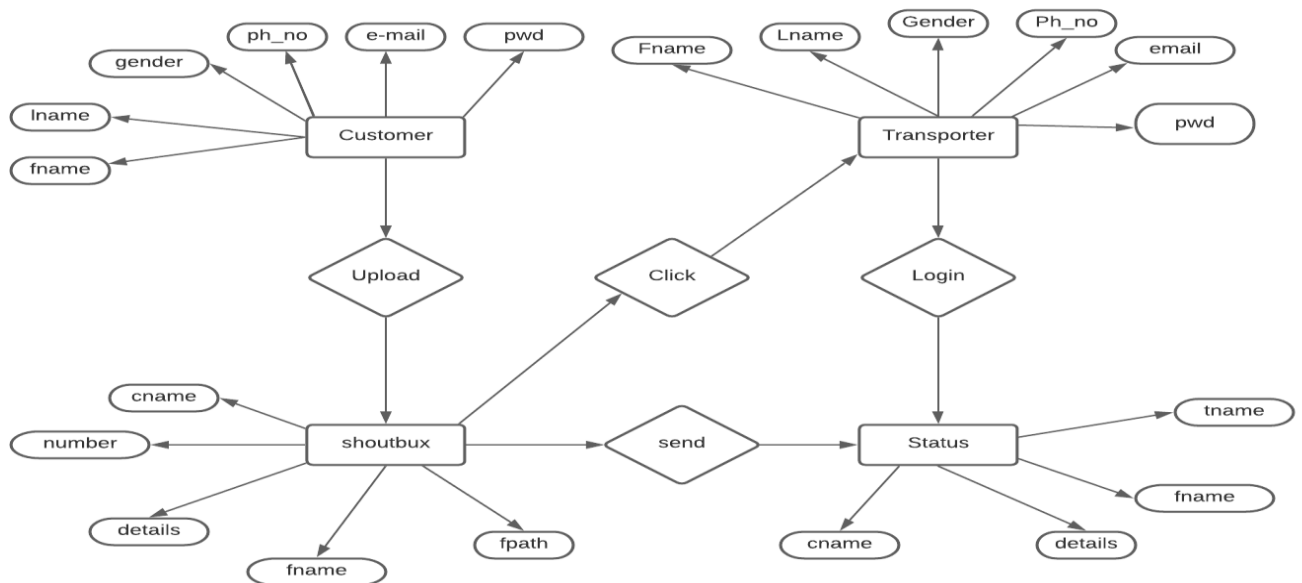 Gender
Ph_no
ph_no
e-mail
pwd
Lname
Fname
email
gender
lname
Customer
Transporter
pwd
fname
Upload
Click
Login
cname
tname
number
shoutbux
send
Status
fname
details
fpath
cname
details
fname